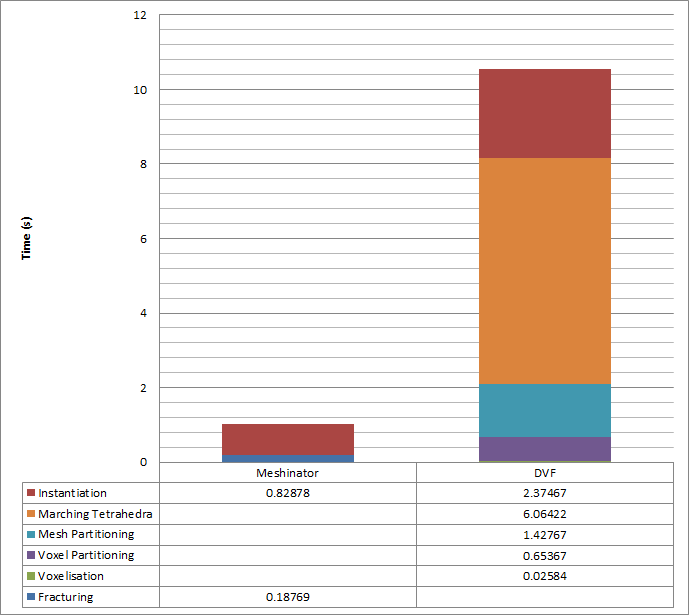 12
10
8
6
4
2
0
Time (s)
Meshinator DVF
Instantiation 0.82878 2.37467
Marching Tetrahedra 6.06422
Mesh Partitioning 1.42767
Voxel Partitioning 0.65367
Voxelisation 0.02584
Fracturing 0.18769